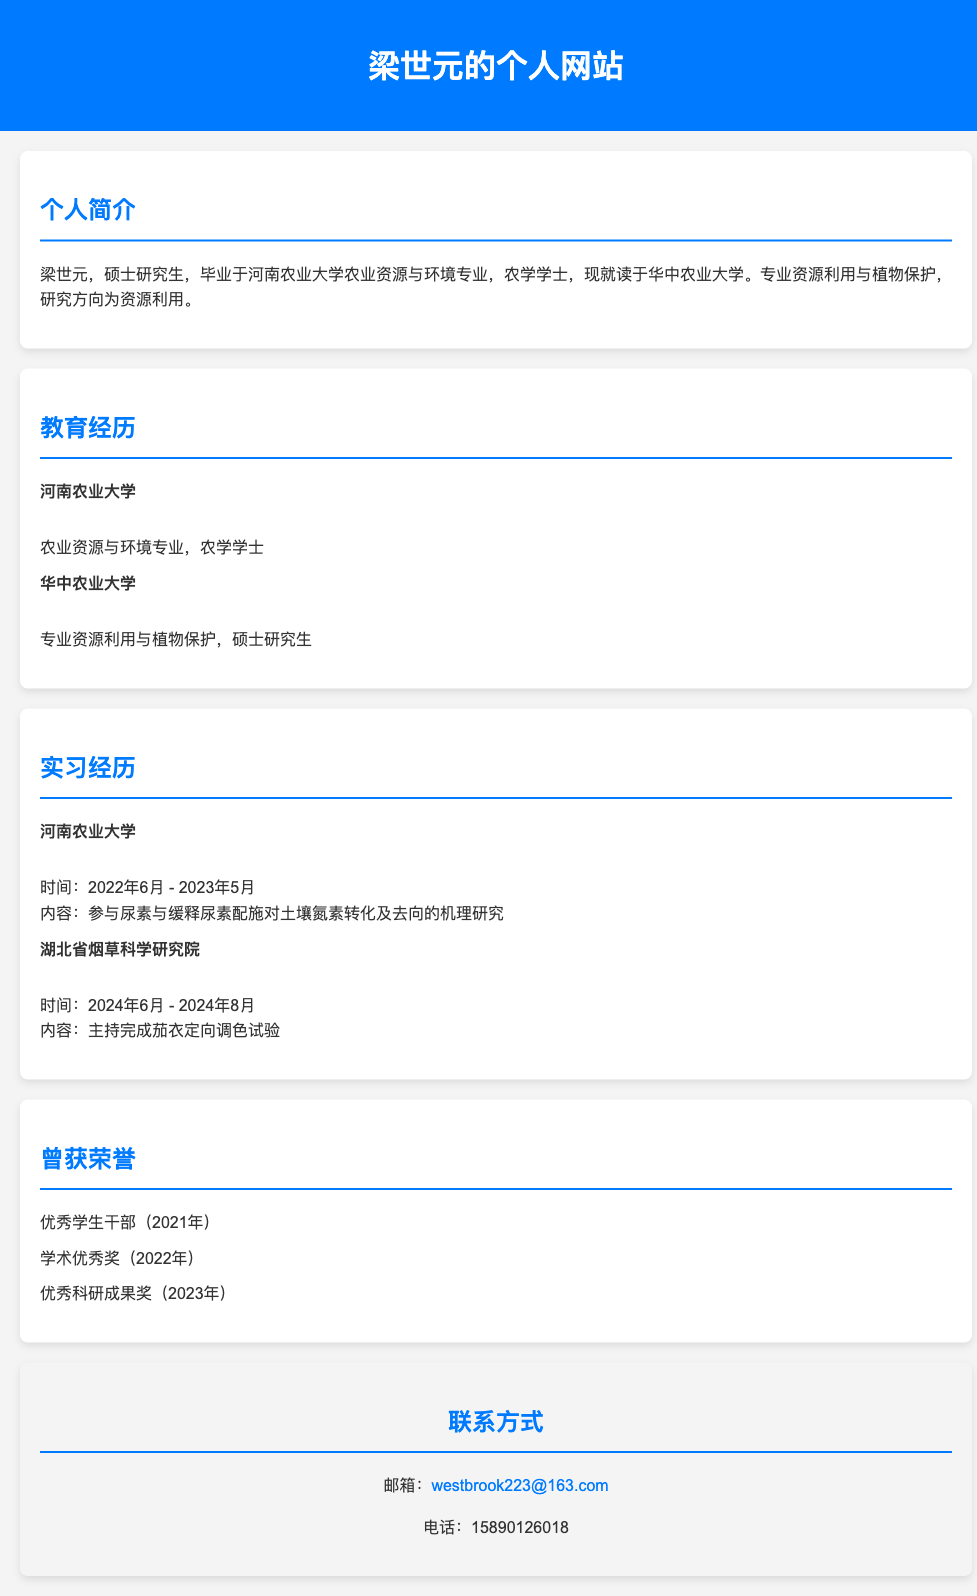 梁世元的个人网站
个人简介
梁世元，硕士研究生，毕业于河南农业大学农业资源与环境专业，农学学士，现就读于华中农业大学。专业资源利用与植物保护，
研究方向为资源利用。
教育经历
河南农业大学
农业资源与环境专业，农学学士
华中农业大学
专业资源利用与植物保护，硕士研究生
实习经历
河南农业大学
时间：2022年6月 - 2023年5月
内容：参与尿素与缓释尿素配施对土壤氮素转化及去向的机理研究
湖北省烟草科学研究院
时间：2024年6月 - 2024年8月
内容：主持完成茄衣定向调色试验
曾获荣誉
优秀学生干部（2021年）
学术优秀奖（2022年）
优秀科研成果奖（2023年）
联系方式
邮箱：westbrook223@163.com
电话：15890126018